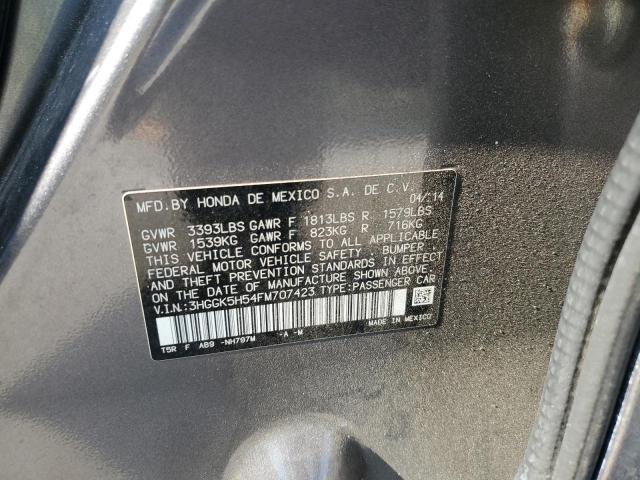 MFD.BY HONDA DE MEXICO S.A. DE C.V.
04/14
GVWR 3393LBS GAWR F 1813LBS R 1579LBS
GVWR 1539KG GAWR F 823KG R 716KG
THIS VEHICLE CONFORMS TO ALL APPLICABLE
FEDERAL MOTOR VEHICLE SAFETY, BUMPER,
AND THEFT PREVENTION STANDARDS IN EFFECT
ON THE DATE OF MANUFACTURE SHOWN ABOVE.
V.I.N.:3HGGK5H54FM707423 TYPE:PASSENGER CAR
T5R F AB9 -NH797M -A -M MADE IN MEXICO